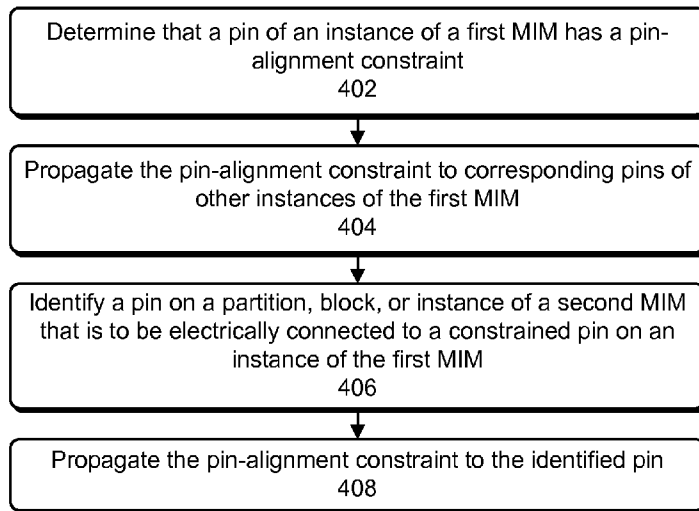 Determine that a pin of an instance of a first MIM has a pin-
alignment constraint
402
Propagate the pin-alignment constraint to corresponding pins of
other instances of the first MIM
404
Identify a pin on a partition, block, or instance of a second MIM
that is to be electrically connected to a constrained pin on an
instance of the first MIM
406
Propagate the pin-alignment constraint to the identified pin
408